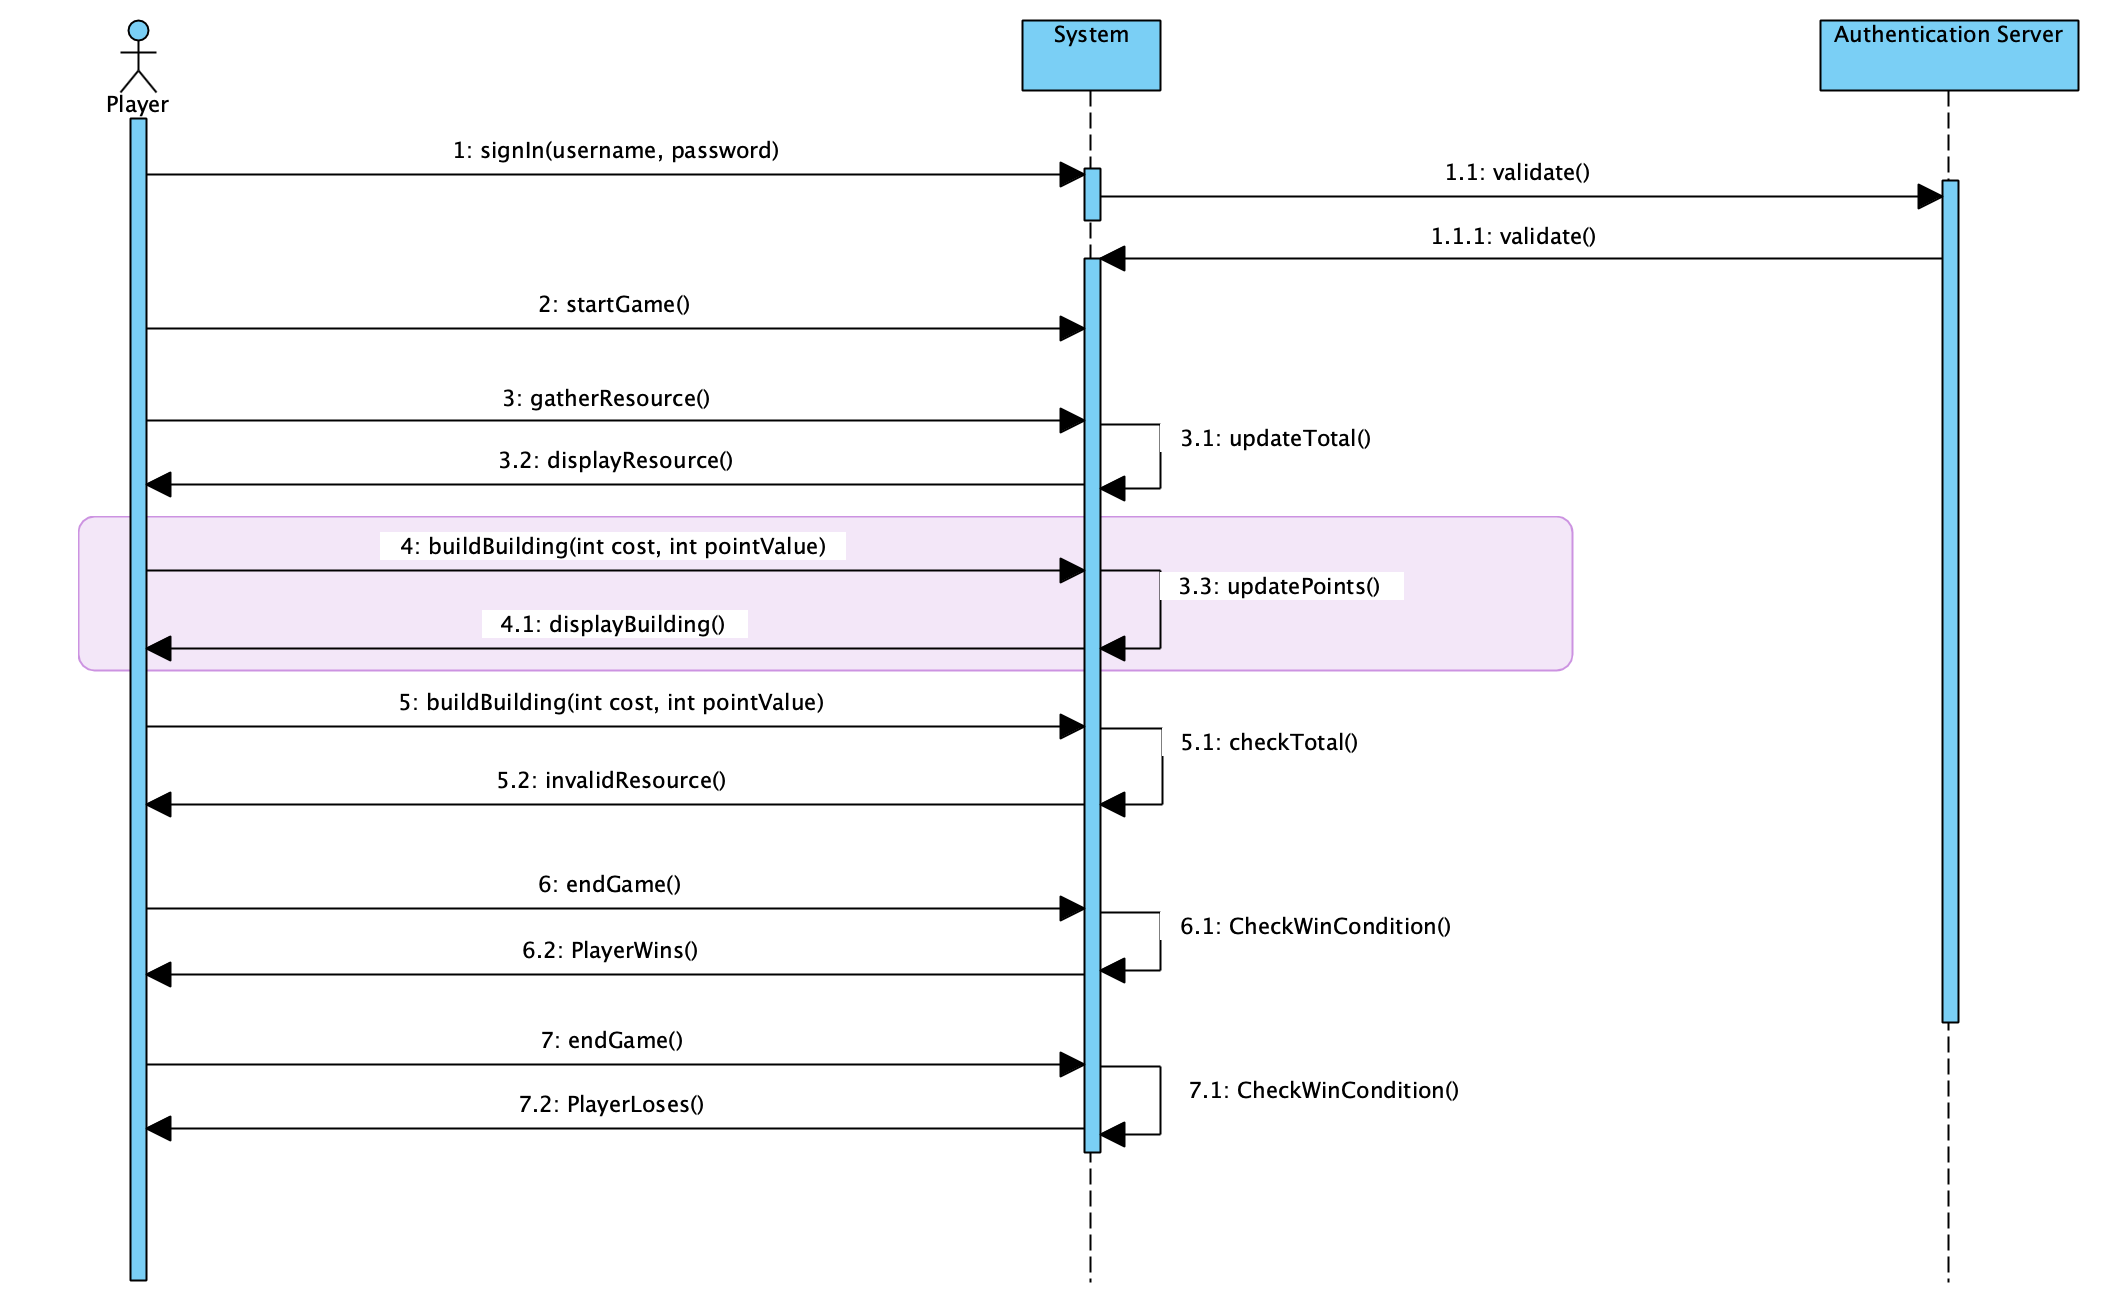 System
Authentication Server
Player
1: signIn(username, password)
1.1: validate()
1.1.1: validate()
2: startGame()
3: gatherResource()
3.1: updateTotal()
3.2: displayResource()
4: buildBuilding(int cost, int pointValue)
3.3: updatePoints()
4.1: displayBuilding()
5: buildBuilding(int cost, int pointValue)
5.1: checkTotal()
5.2: invalidResource()
6: endGame()
6.1: CheckWinCondition()
6.2: PlayerWins()
7: endGame()
7.1: CheckWinCondition()
7.2: PlayerLoses()